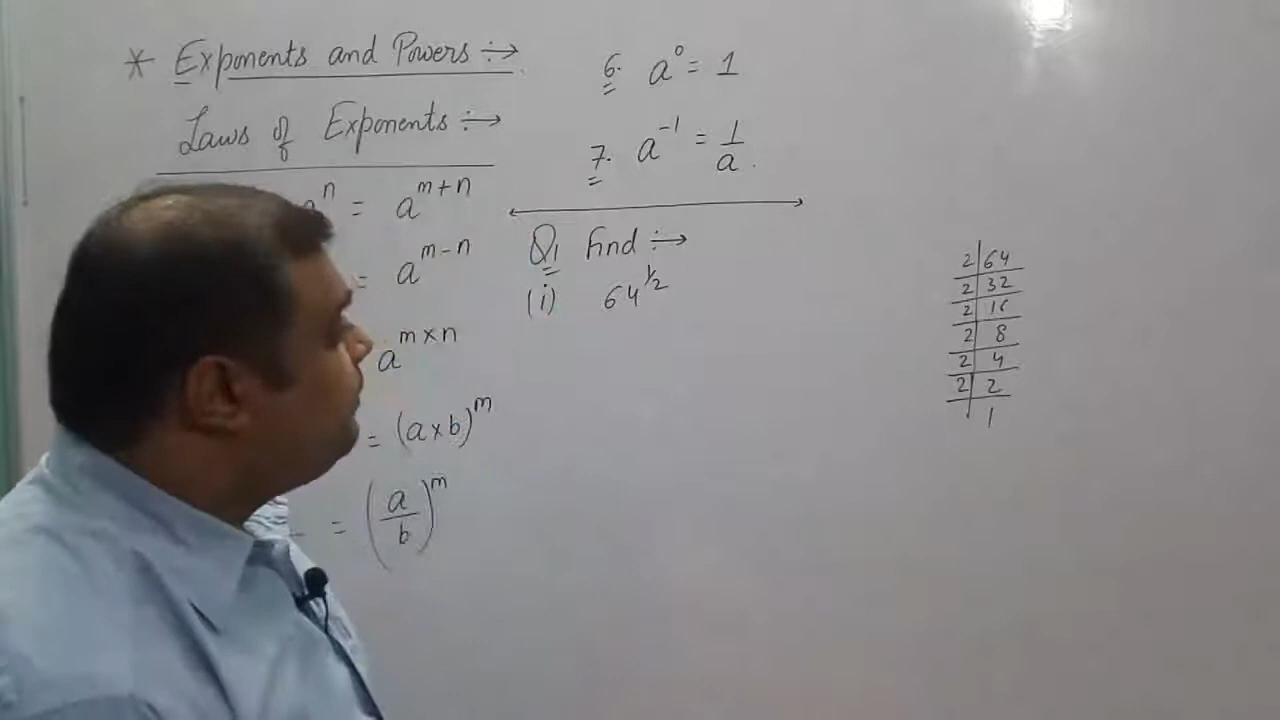 * Exponents and Powers :→
Laws of Exponents :→
aⁿ = a^{m+n}
= a^{m-n}
a^{m×n}
= (a×b)^m
= (a/b)^m
6. a⁰ = 1
7. a^{-1} = 1/a.
Q1 Find :→
(i) 64^{1/2}
2|64
2|32
2|16
2|8
2|4
2|2
1